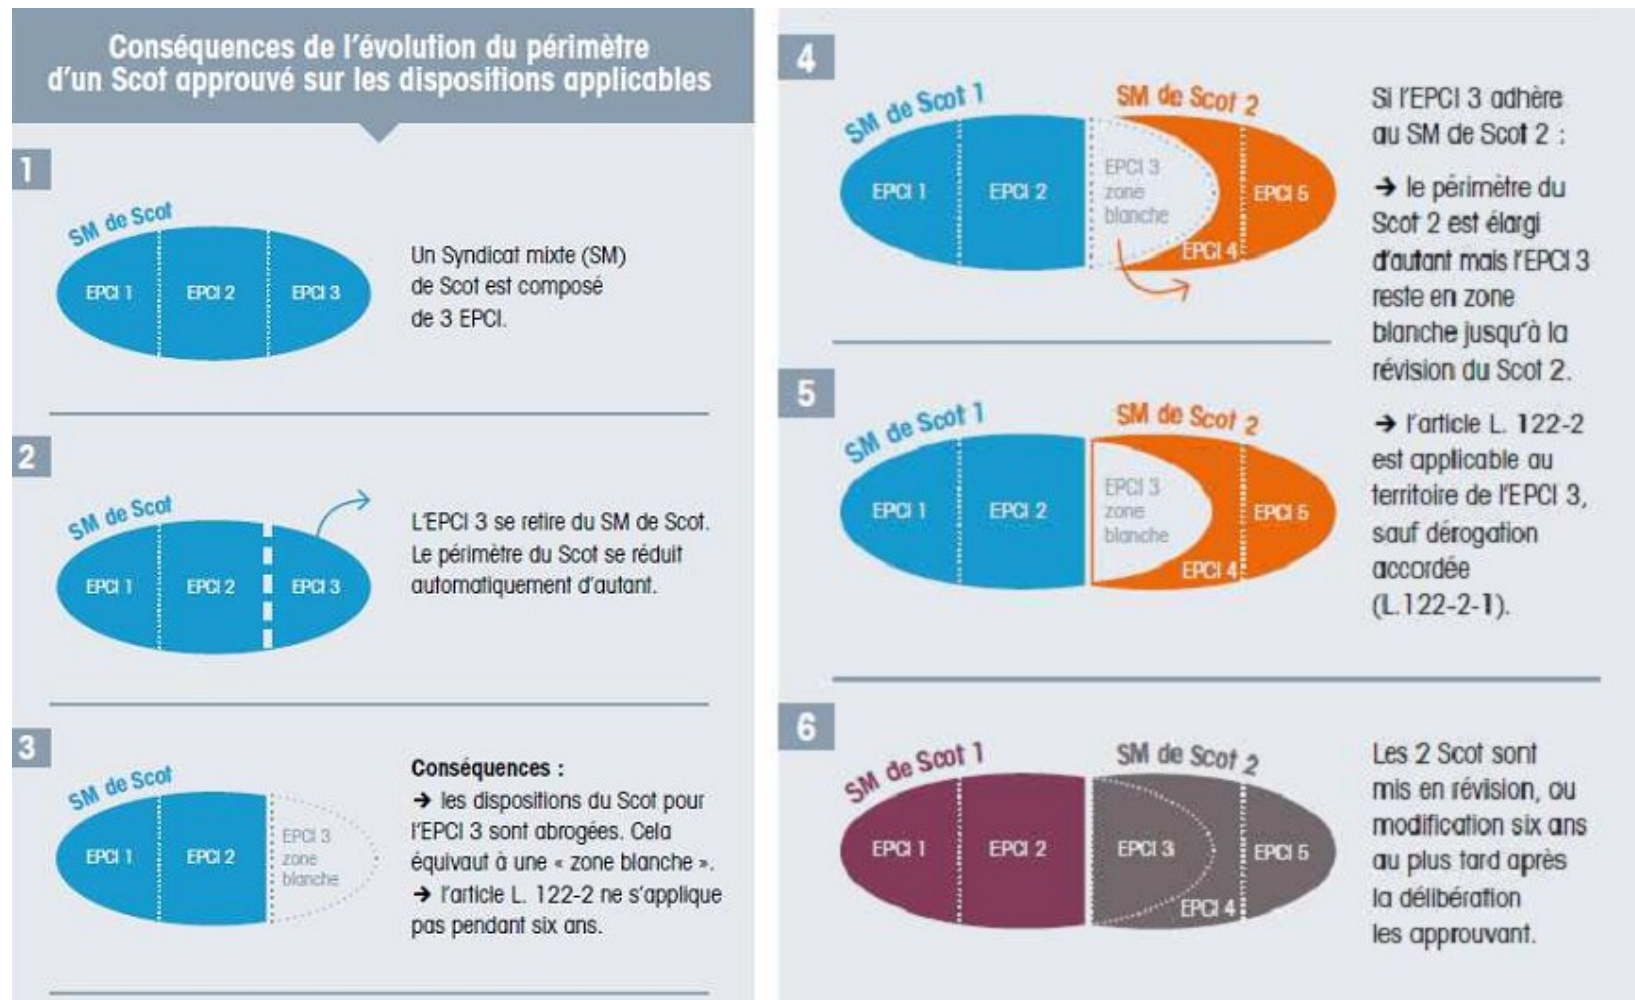 Conséquences de l'évolution du périmètre
d'un Scot approuvé sur les dispositions applicables
1
SM de Scot
EPCI 1
EPCI 2
EPCI 3
Un Syndicat mixte (SM)
de Scot est composé
de 3 EPCI.
2
SM de Scot
EPCI 1
EPCI 2
EPCI 3
L'EPCI 3 se retire du SM de Scot.
Le périmètre du Scot se réduit
automatiquement d'autant.
3
SM de Scot
EPCI 1
EPCI 2
EPCI 3
zone
blanche
Conséquences :
→ les dispositions du Scot pour
l'EPCI 3 sont abrogées. Cela
équivaut à une « zone blanche ».
→ l'article L. 122-2 ne s'applique
pas pendant six ans.
4
SM de Scot 1
SM de Scot 2
EPCI 1
EPCI 2
EPCI 3
zone
blanche
EPCI 4
EPCI 5
Si l'EPCI 3 adhère
au SM de Scot 2 :
→ le périmètre du
Scot 2 est élargi
d'autant mais l'EPCI 3
reste en zone
blanche jusqu'à la
révision du Scot 2.
→ l'article L. 122-2
est applicable au
territoire de l'EPCI 3,
sauf dérogation
accordée
(L.122-2-1).
5
SM de Scot 1
SM de Scot 2
EPCI 1
EPCI 2
EPCI 3
zone
blanche
EPCI 4
EPCI 5
6
SM de Scot 1
SM de Scot 2
EPCI 1
EPCI 2
EPCI 3
EPCI 4
EPCI 5
Les 2 Scot sont
mis en révision, ou
modification six ans
au plus tard après
la délibération
les approuvant.